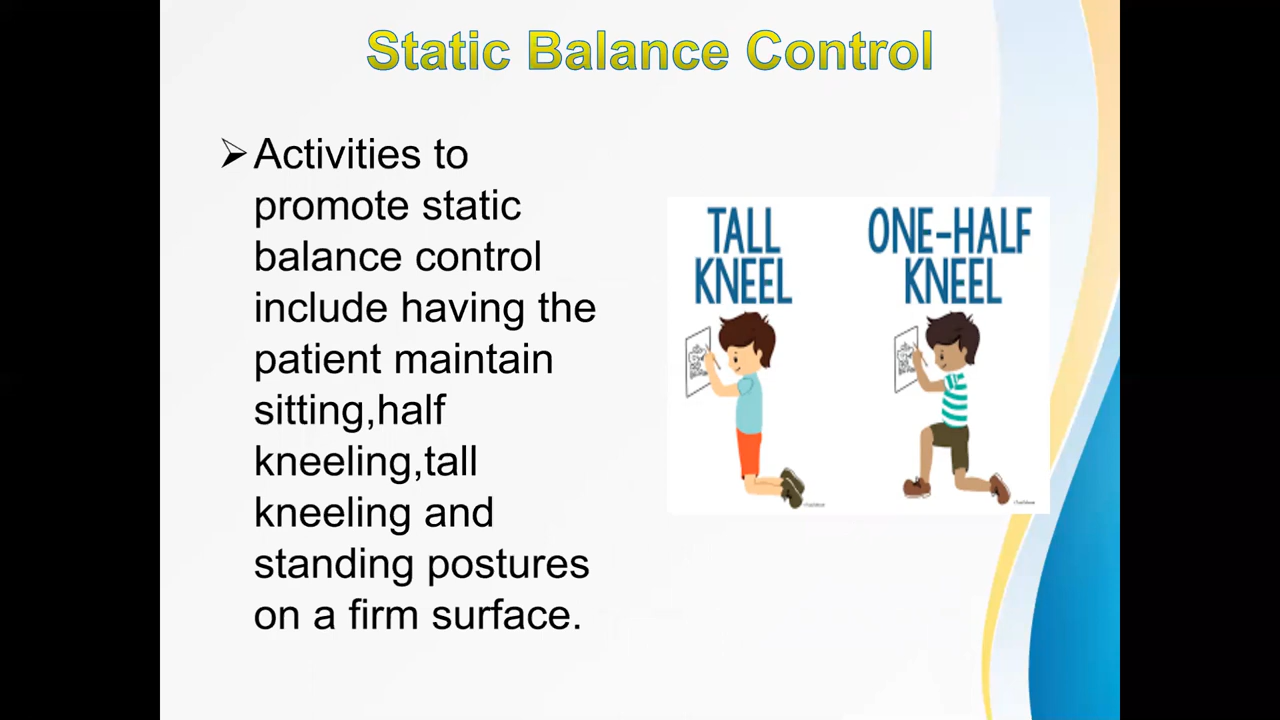 Static Balance Control
➢Activities to
promote static
balance control
include having the
patient maintain
sitting,half
kneeling,tall
kneeling and
standing postures
on a firm surface.
TALL
KNEEL
ONE-HALF
KNEEL